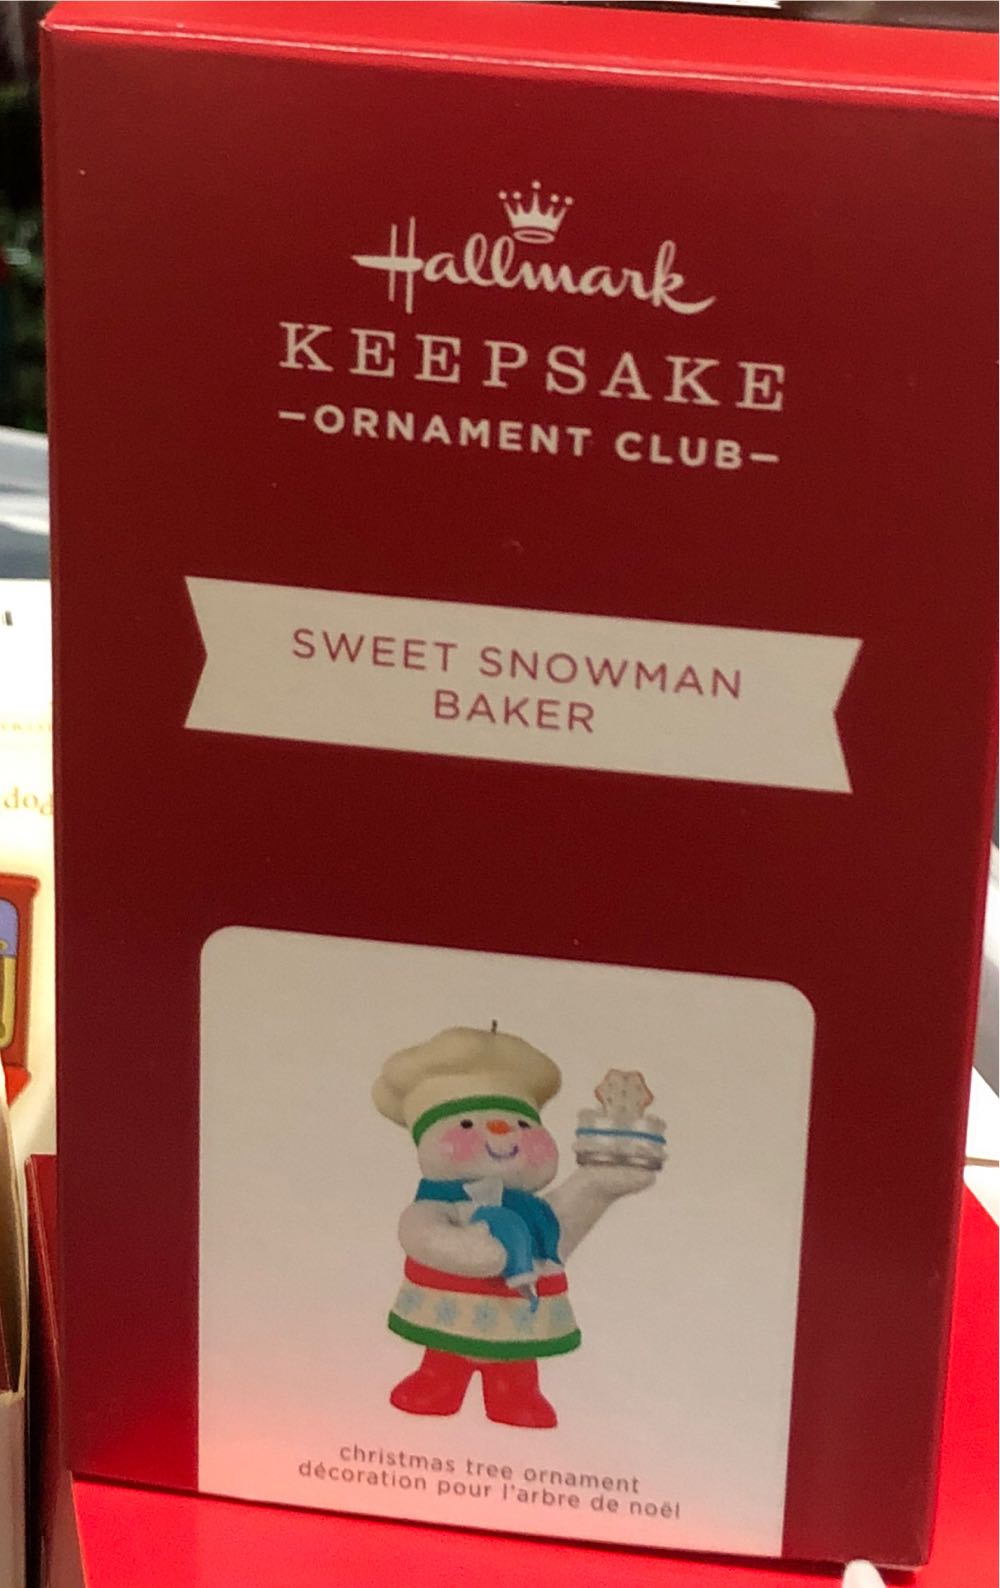 Hallmark
KEEPSAKE
–ORNAMENT CLUB–
SWEET SNOWMAN
BAKER
christmas tree ornament
décoration pour l'arbre de noël